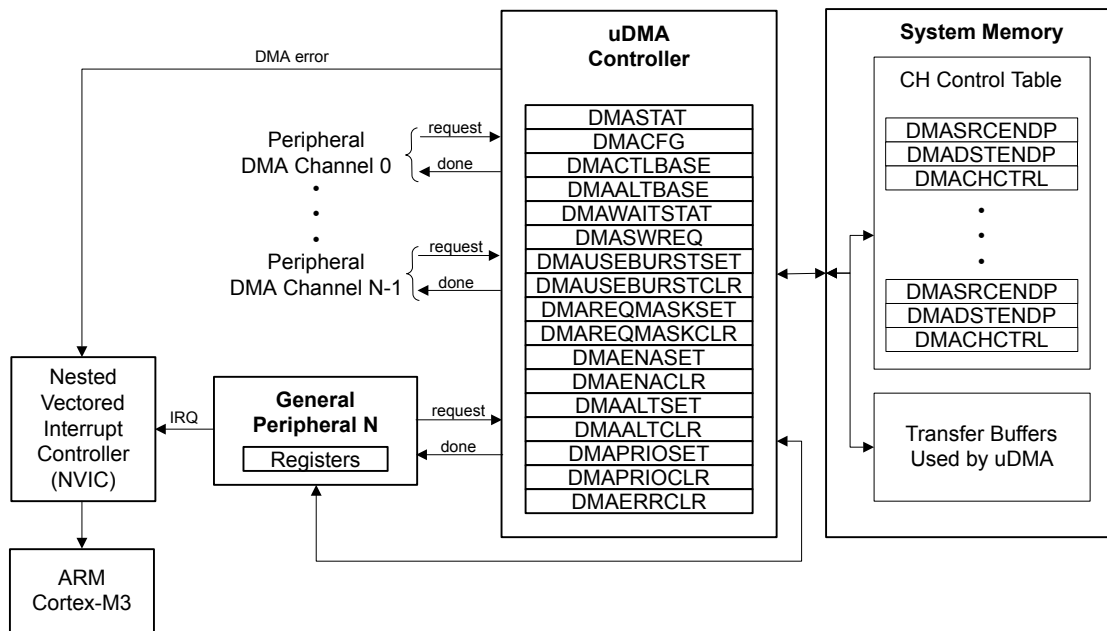 uDMA
Controller
System Memory
DMA error
CH Control Table
DMASTAT
DMACFG
DMACTLBASE
DMAALTBASE
DMAWAITSTAT
DMASWREQ
DMAUSEBURSTSET
DMAUSEBURSTCLR
DMAREQMASKSET
DMAREQMASKCLR
DMAENASET
DMAENACLR
DMAALTSET
DMAALTCLR
DMAPRIOSET
DMAPRIOCLR
DMAERRCLR
Peripheral
DMA Channel 0
request
done
•
•
•
Peripheral
DMA Channel N-1
request
done
DMASRCENDP
DMADSTENDP
DMACHCTRL
•
•
•
DMASRCENDP
DMADSTENDP
DMACHCTRL
Transfer Buffers
Used by uDMA
Nested
Vectored
Interrupt
Controller
(NVIC)
IRQ
General
Peripheral N
Registers
request
done
ARM
Cortex-M3